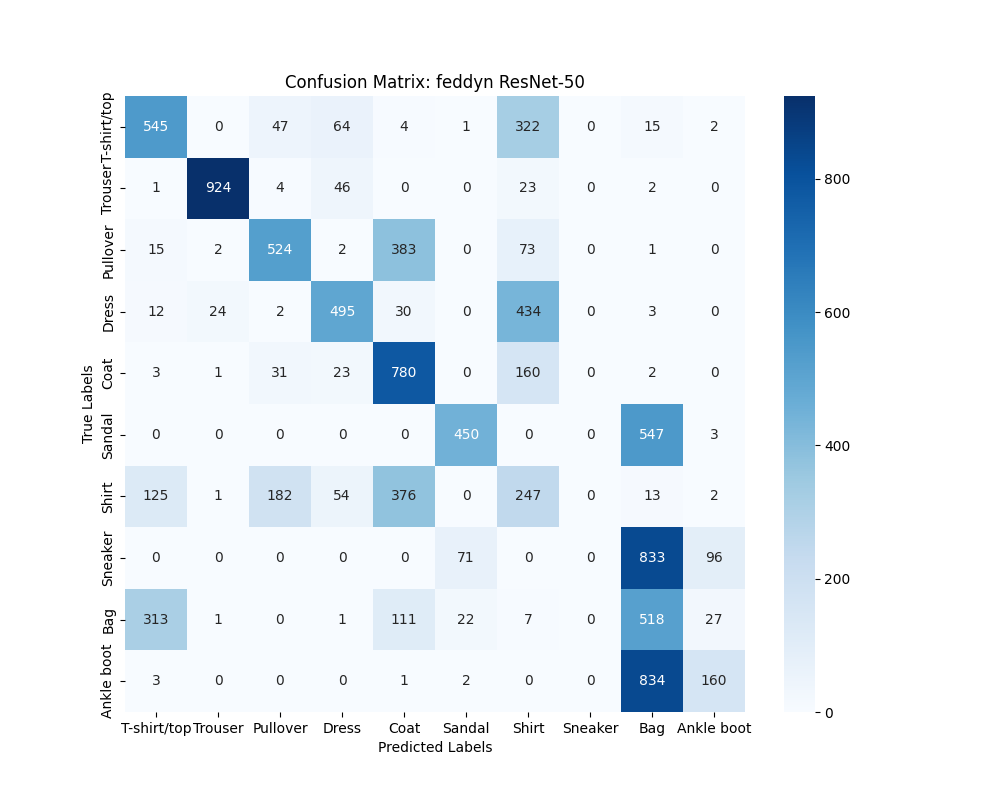 Confusion Matrix: feddyn ResNet-50
True Labels
T-shirt/top 545 0 47 64 4 1 322 0 15 2
Trouser 1 924 4 46 0 0 23 0 2 0
Pullover 15 2 524 2 383 0 73 0 1 0
Dress 12 24 2 495 30 0 434 0 3 0
Coat 3 1 31 23 780 0 160 0 2 0
Sandal 0 0 0 0 0 450 0 0 547 3
Shirt 125 1 182 54 376 0 247 0 13 2
Sneaker 0 0 0 0 0 71 0 0 833 96
Bag 313 1 0 1 111 22 7 0 518 27
Ankle boot 3 0 0 0 1 2 0 0 834 160
T-shirt/top Trouser Pullover Dress Coat Sandal Shirt Sneaker Bag Ankle boot
Predicted Labels
800
600
400
200
0